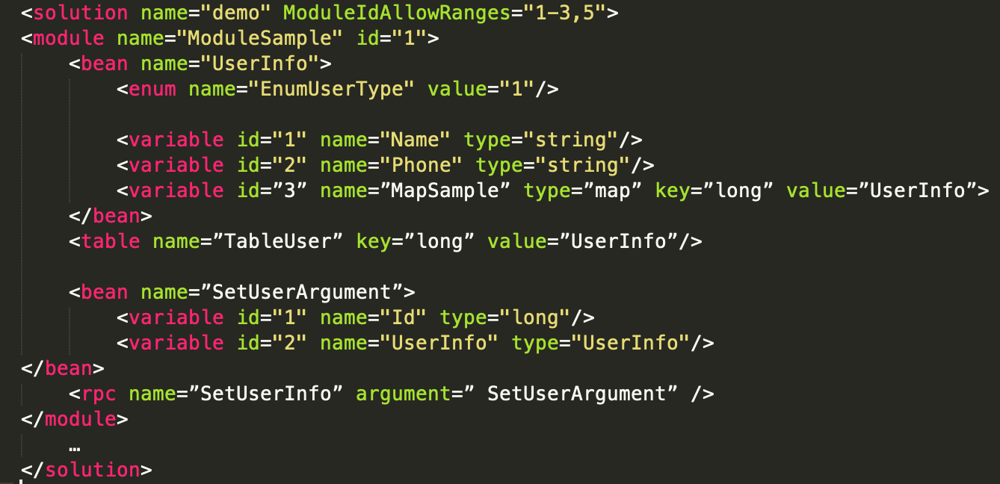 <solution name="demo" ModuleIdAllowRanges="1-3,5">
<module name="ModuleSample" id="1">
<bean name="UserInfo">
<enum name="EnumUserType" value="1"/>
<variable id="1" name="Name" type="string"/>
<variable id="2" name="Phone" type="string"/>
<variable id=”3” name=”MapSample” type=”map” key=”long” value=”UserInfo”>
</bean>
<table name=”TableUser” key=”long” value=”UserInfo”/>
<bean name=”SetUserArgument”>
<variable id="1" name="Id" type="long"/>
<variable id="2" name="UserInfo" type="UserInfo"/>
</bean>
<rpc name=”SetUserInfo” argument=” SetUserArgument” />
</module>
…
</solution>